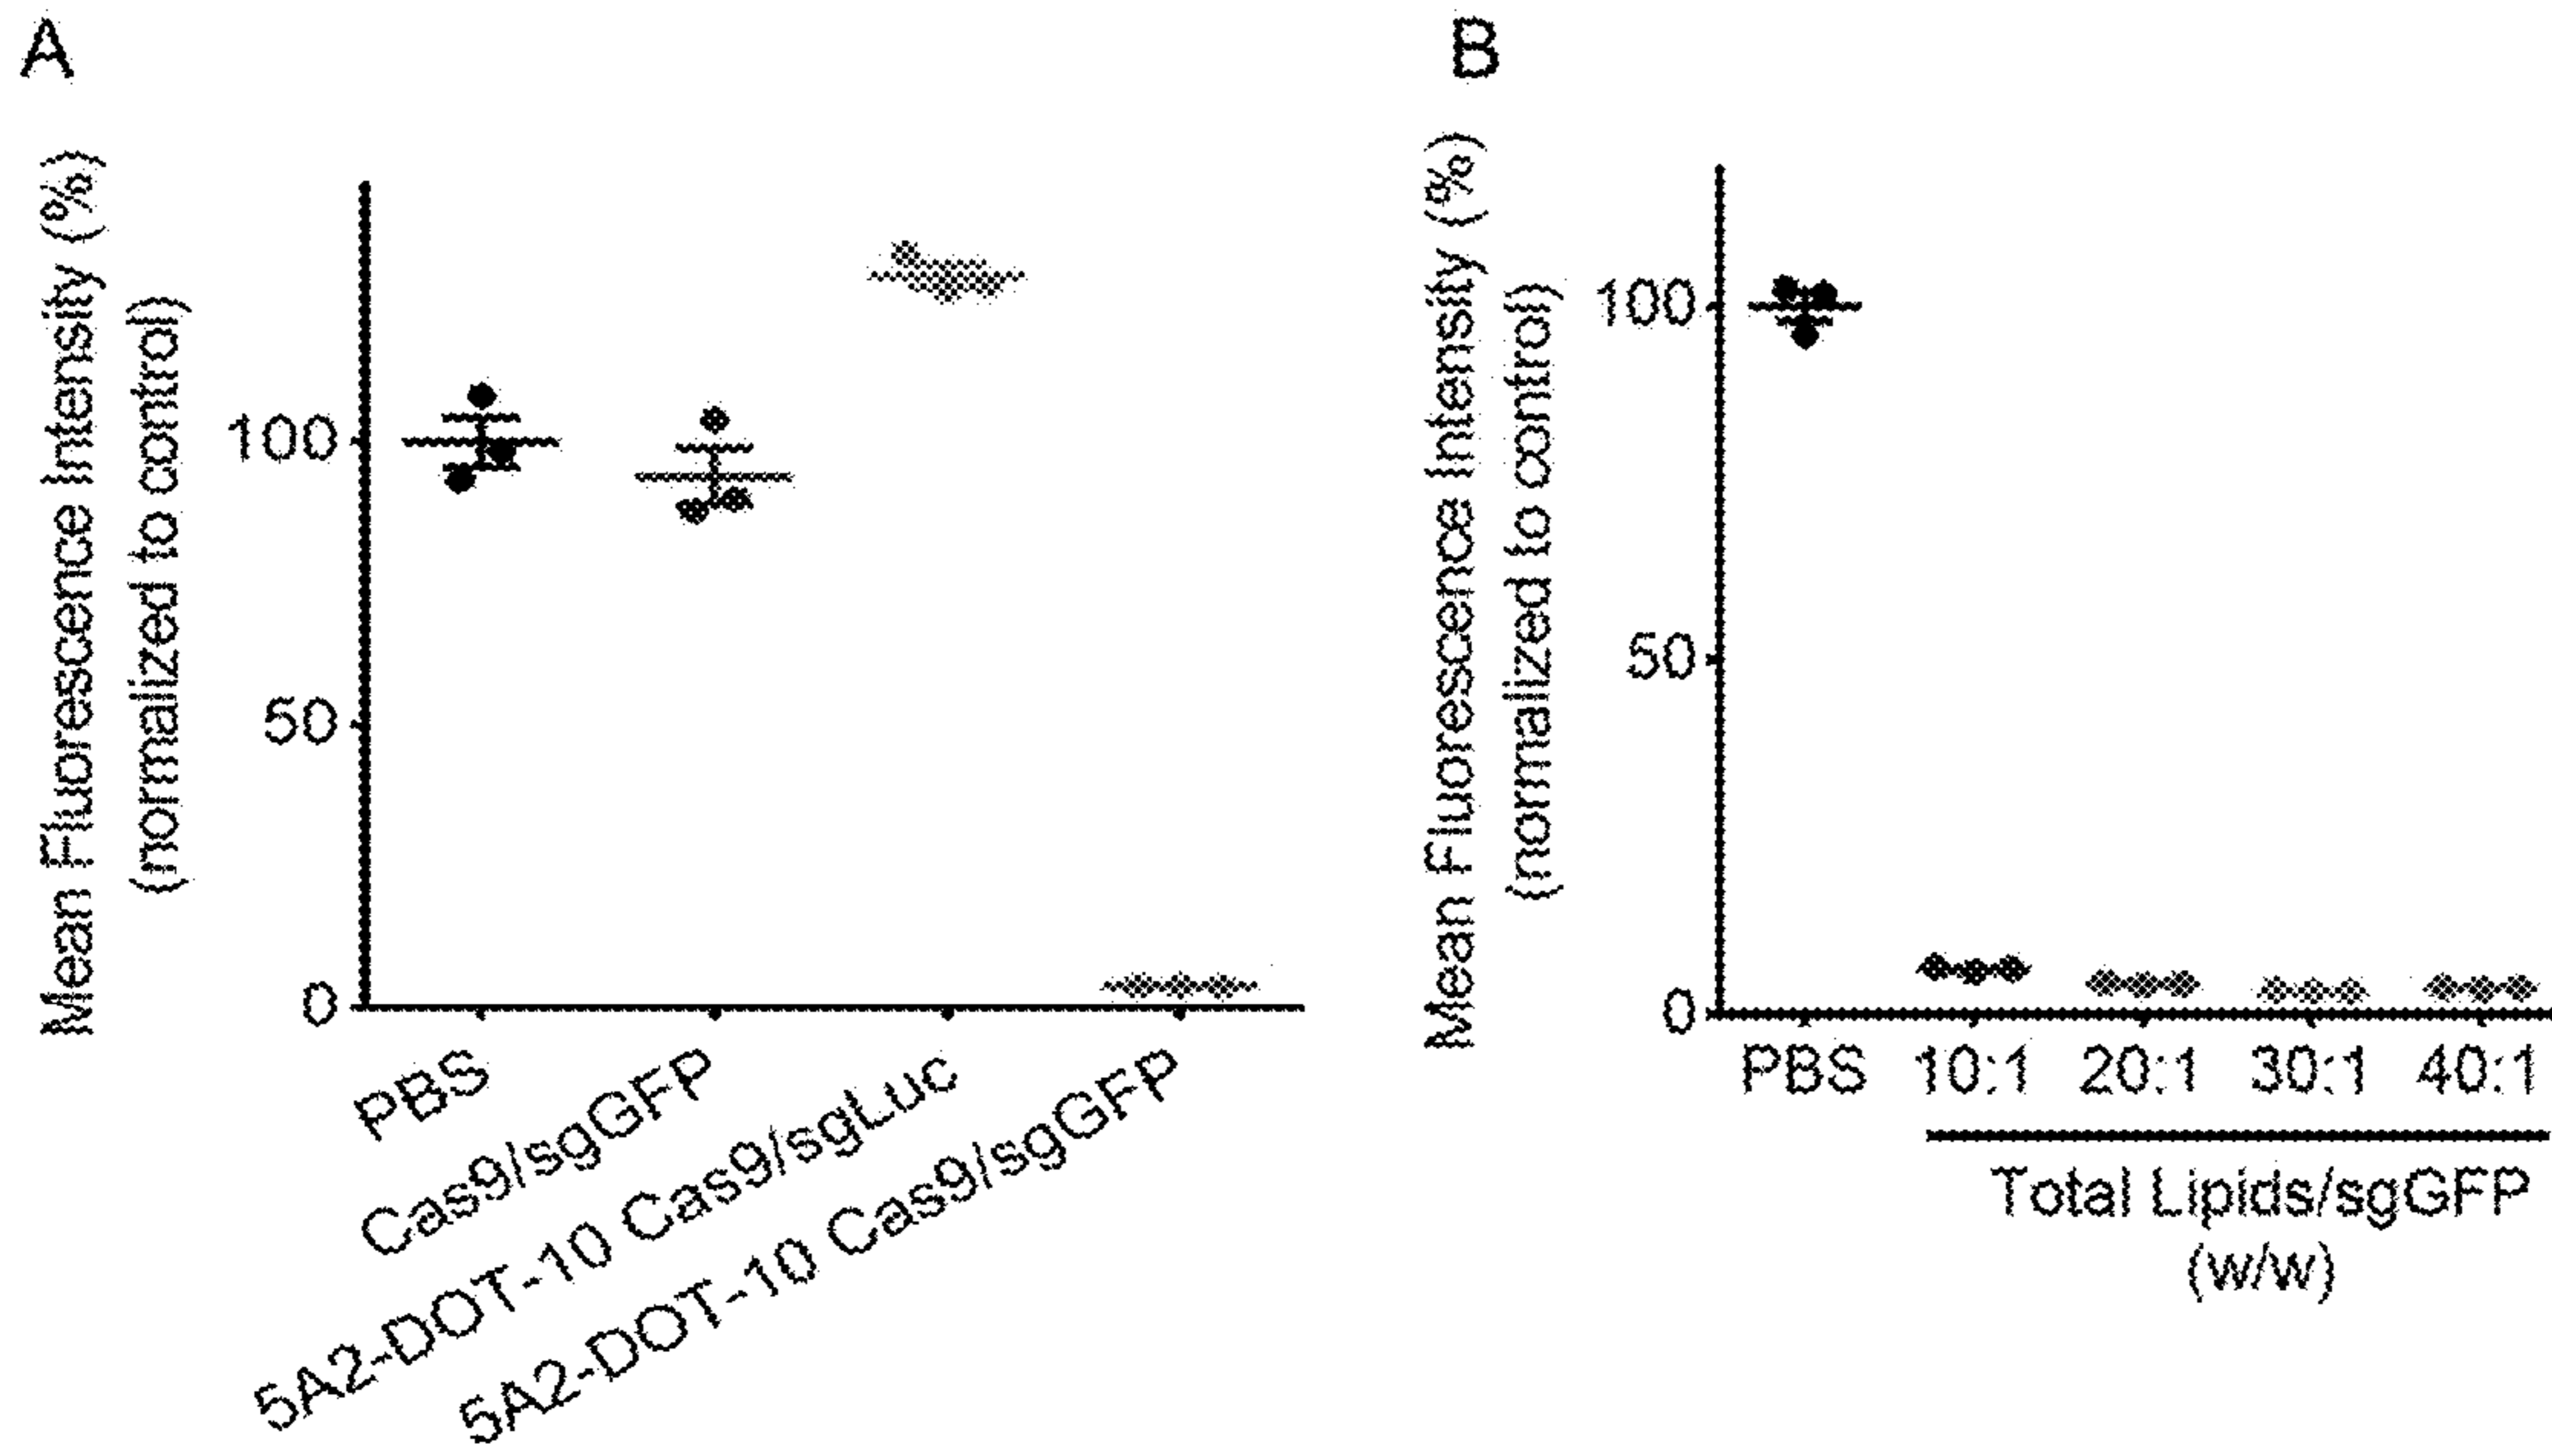 A
Mean Fluorescence Intensity (%)
(normalized to control)
100
50
0
PBS
Cas9/sgGFP
5A2-DOT-10 Cas9/sgLuc
5A2-DOT-10 Cas9/sgGFP
B
Mean Fluorescence Intensity (%)
(normalized to control)
100
50
0
PBS 10:1 20:1 30:1 40:1
Total Lipids/sgGFP
(w/w)